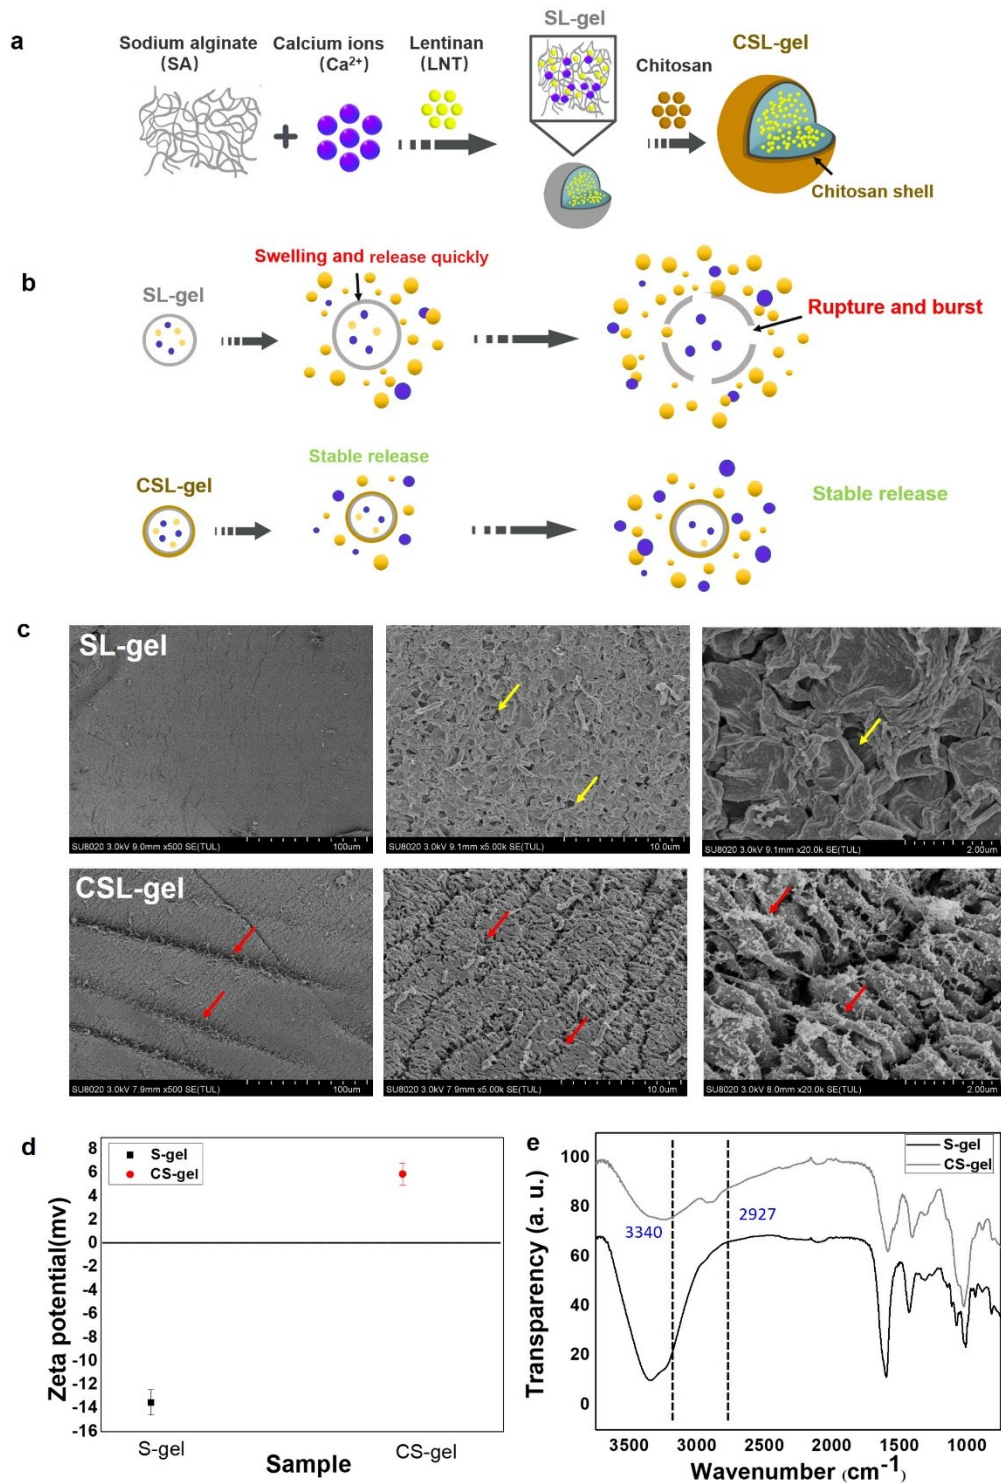 a
Sodium alginate
(SA)
Calcium ions
(Ca²⁺)
Lentinan
(LNT)
SL-gel
Chitosan
CSL-gel
Chitosan shell
b
SL-gel
Swelling and release quickly
Rupture and burst
CSL-gel
Stable release
Stable release
c
SL-gel
SU8020 3.0kV 9.0mm x500 SE(TUL)
100um
SU8020 3.0kV 9.1mm x5.00k SE(TUL)
10.0um
SU8020 3.0kV 9.1mm x20.0k SE(TUL)
2.00um
CSL-gel
SU8020 3.0kV 7.9mm x500 SE(TUL)
100um
SU8020 3.0kV 7.9mm x5.00k SE(TUL)
10.0um
SU8020 3.0kV 8.0mm x20.0k SE(TUL)
2.00um
d
Zeta potential(mv)
8
6
4
2
0
-2
-4
-6
-8
-10
-12
-14
-16
S-gel
CS-gel
S-gel
CS-gel
Sample
e
Transparency (a. u.)
100
80
60
40
20
0
S-gel
CS-gel
3340
2927
3500 3000 2500 2000 1500 1000
Wavenumber (cm⁻¹)